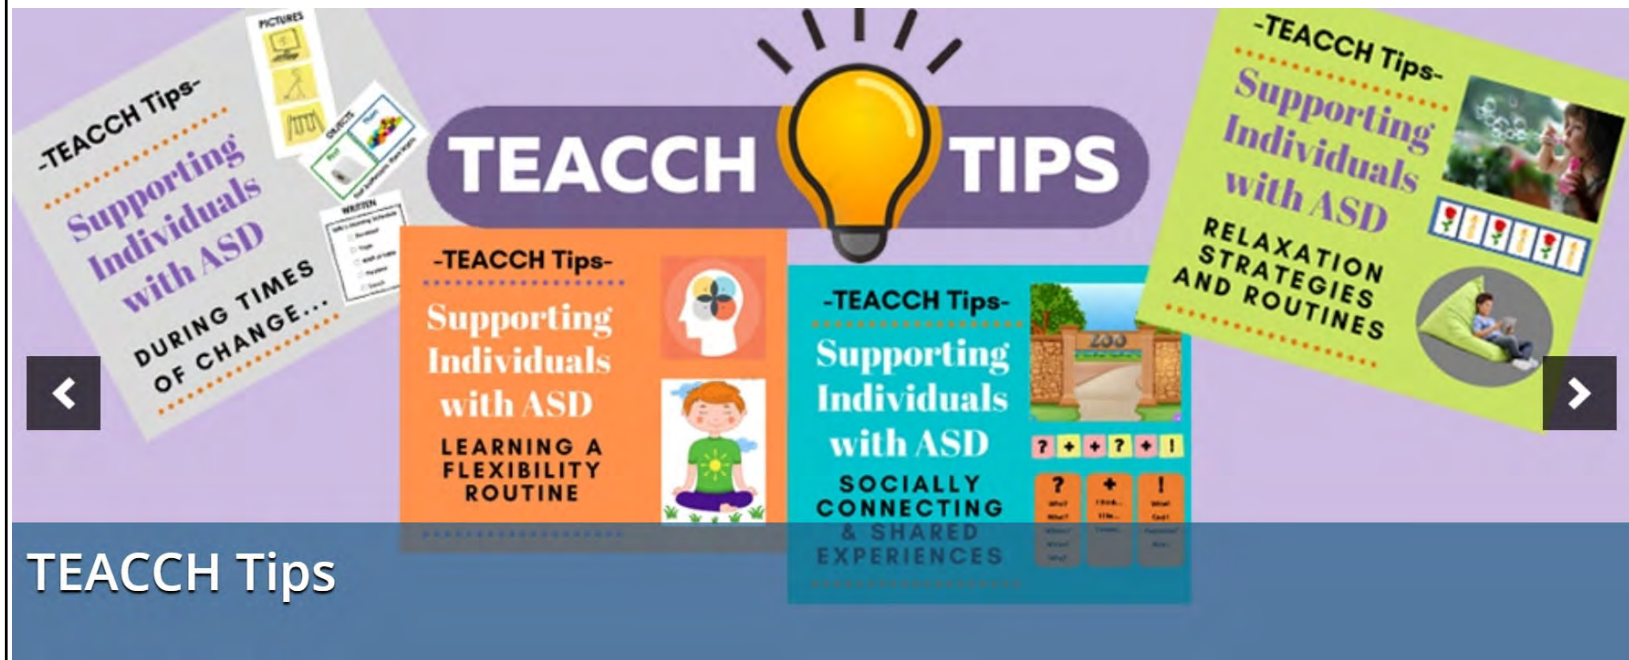 TEACCH TIPS
-TEACCH Tips-
Supporting
Individuals
with ASD
DURING TIMES
OF CHANGE...
PICTURES
OBJECTS
First
Then
WRITTEN
-TEACCH Tips-
Supporting
Individuals
with ASD
LEARNING A
FLEXIBILITY
ROUTINE
-TEACCH Tips-
Supporting
Individuals
with ASD
SOCIALLY
CONNECTING
& SHARED
EXPERIENCES
ZOO
? + + ? + !
? + !
-TEACCH Tips-
Supporting
Individuals
with ASD
RELAXATION
STRATEGIES
AND ROUTINES
TEACCH Tips